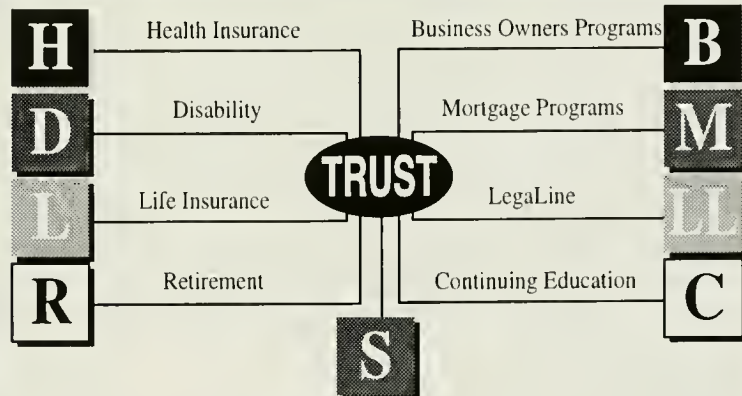 H Health Insurance Business Owners Programs B
D Disability Mortgage Programs M
TRUST
L Life Insurance LegaLine LL
R Retirement Continuing Education C
S